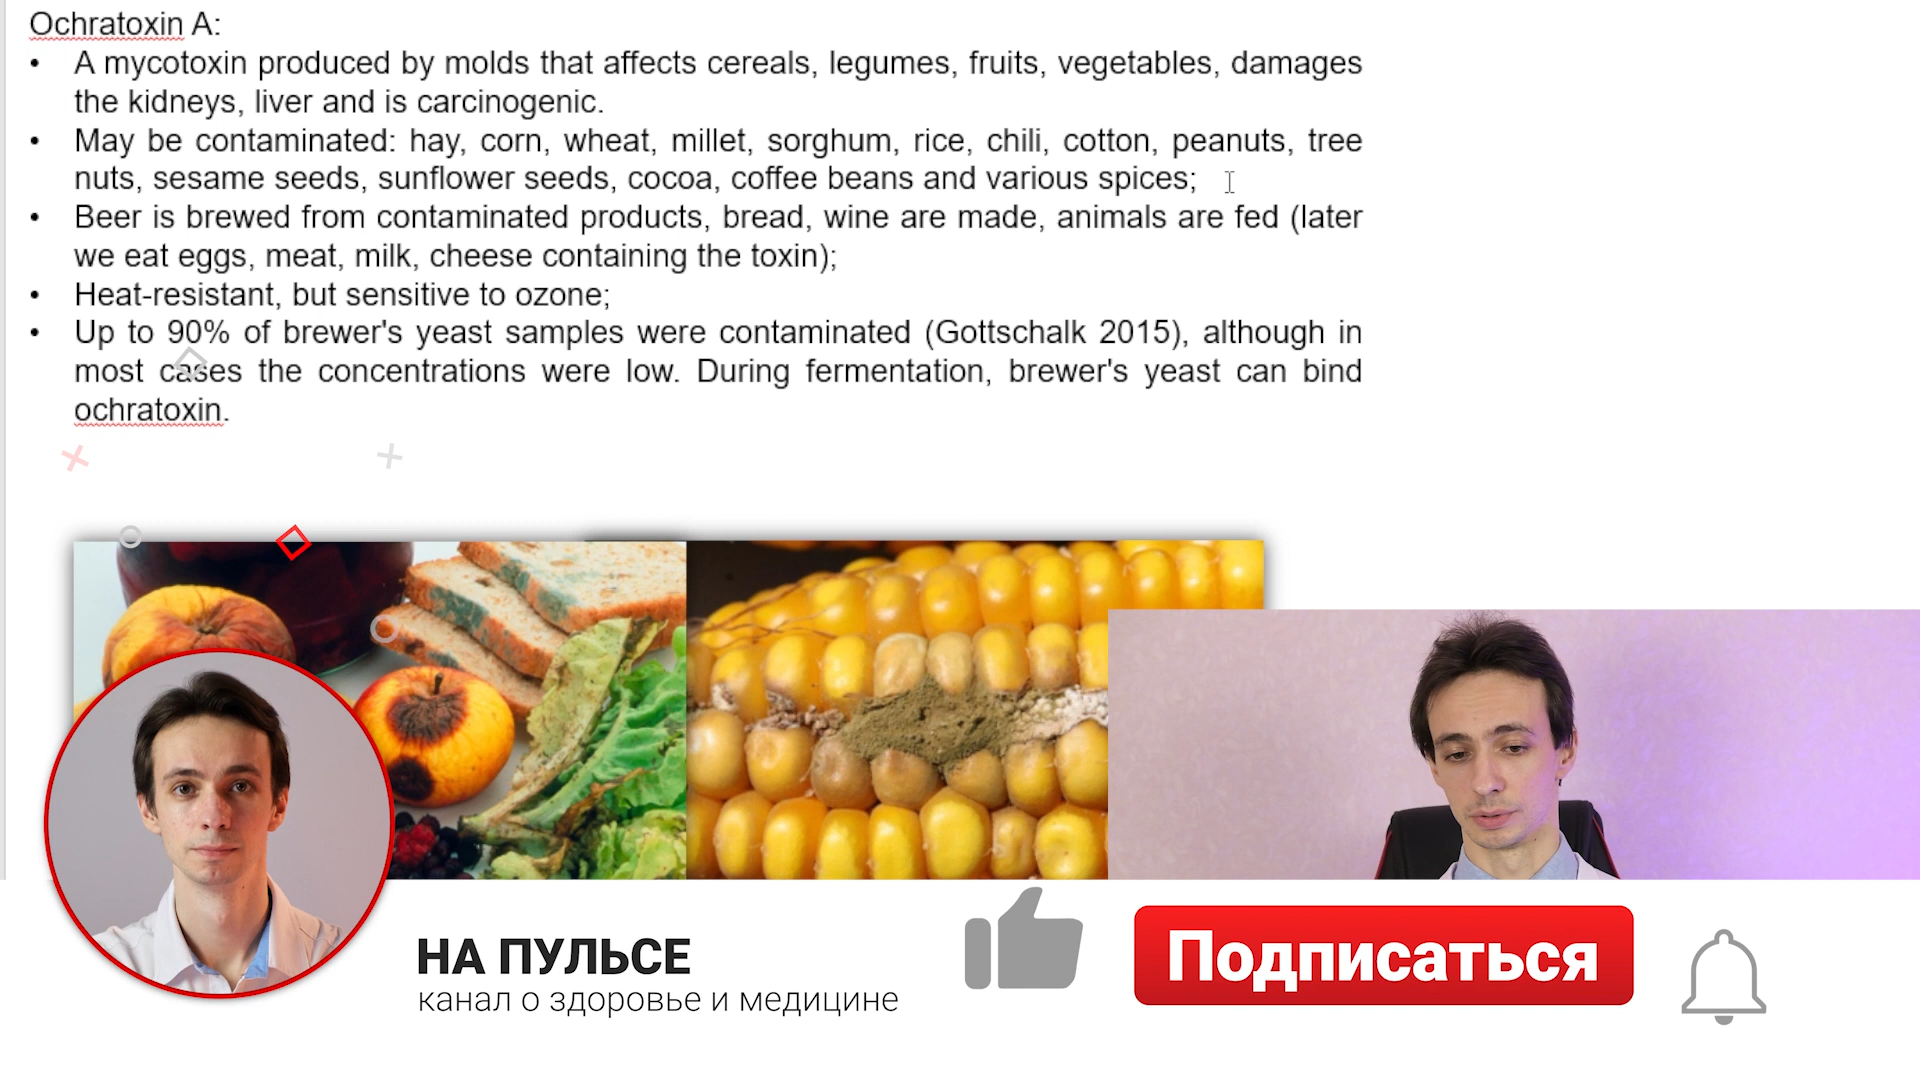 Ochratoxin A:
• A mycotoxin produced by molds that affects cereals, legumes, fruits, vegetables, damages
the kidneys, liver and is carcinogenic.
• May be contaminated: hay, corn, wheat, millet, sorghum, rice, chili, cotton, peanuts, tree
nuts, sesame seeds, sunflower seeds, cocoa, coffee beans and various spices;
• Beer is brewed from contaminated products, bread, wine are made, animals are fed (later
we eat eggs, meat, milk, cheese containing the toxin);
• Heat-resistant, but sensitive to ozone;
• Up to 90% of brewer's yeast samples were contaminated (Gottschalk 2015), although in
most cases the concentrations were low. During fermentation, brewer's yeast can bind
ochratoxin.
НА ПУЛЬСЕ
канал о здоровье и медицине
Подписаться